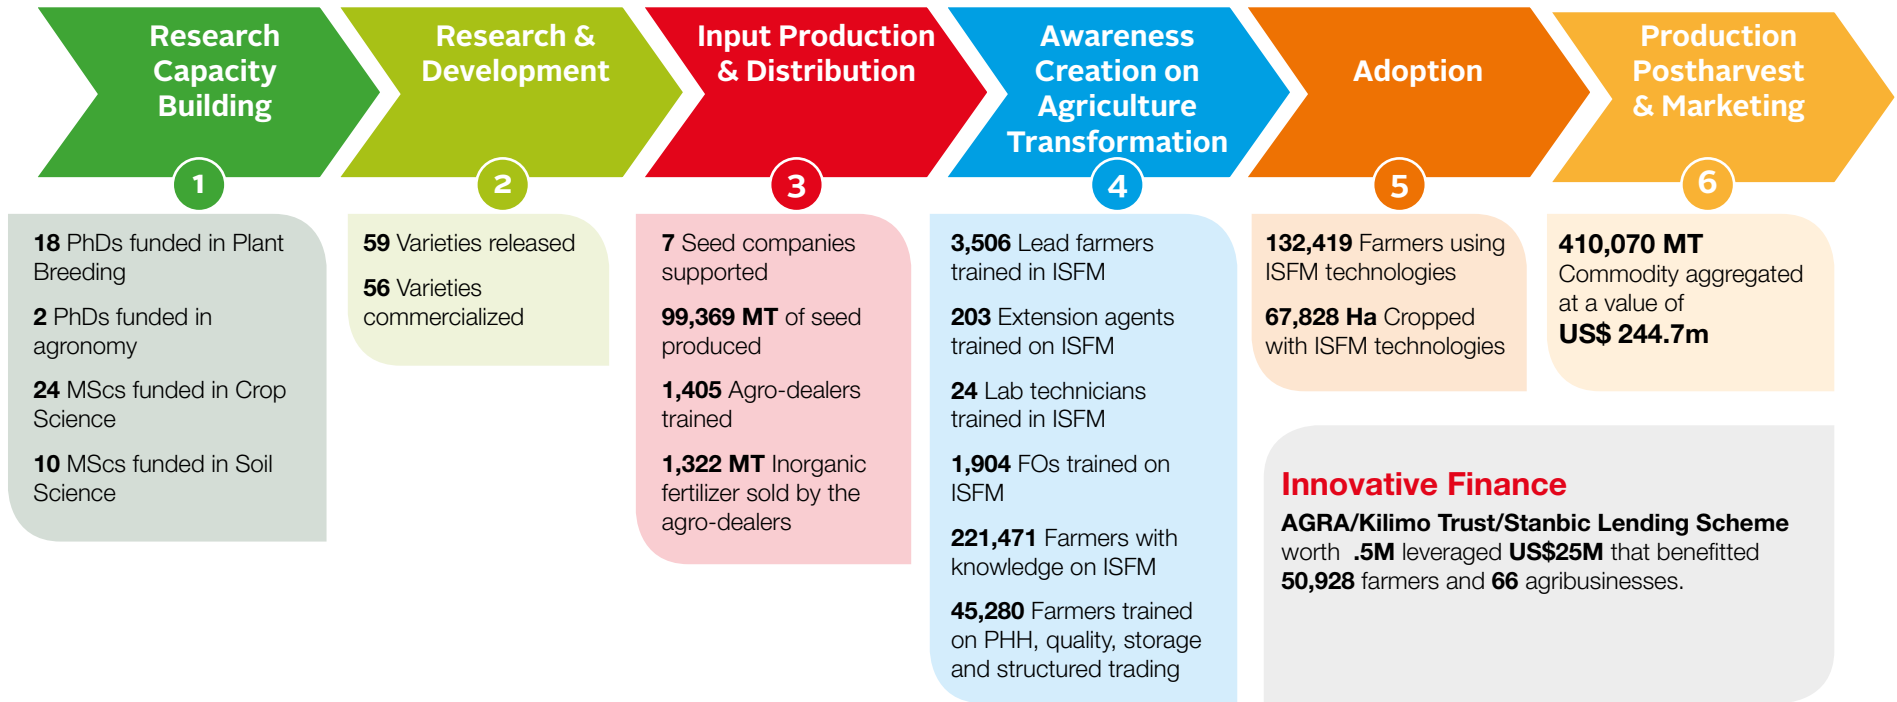 Research
Capacity
Building
1
18 PhDs funded in Plant
Breeding
2 PhDs funded in
agronomy
24 MScs funded in Crop
Science
10 MScs funded in Soil
Science
Research &
Development
2
59 Varieties released
56 Varieties
commercialized
Input Production
& Distribution
3
7 Seed companies
supported
99,369 MT of seed
produced
1,405 Agro-dealers
trained
1,322 MT Inorganic
fertilizer sold by the
agro-dealers
Awareness
Creation on
Agriculture
Transformation
4
3,506 Lead farmers
trained in ISFM
203 Extension agents
trained on ISFM
24 Lab technicians
trained in ISFM
1,904 FOs trained on
ISFM
221,471 Farmers with
knowledge on ISFM
45,280 Farmers trained
on PHH, quality, storage
and structured trading
Adoption
5
132,419 Farmers using
ISFM technologies
67,828 Ha Cropped
with ISFM technologies
Production
Postharvest
& Marketing
6
410,070 MT
Commodity aggregated
at a value of
US$ 244.7m
Innovative Finance
AGRA/Kilimo Trust/Stanbic Lending Scheme
worth .5M leveraged US$25M that benefitted
50,928 farmers and 66 agribusinesses.